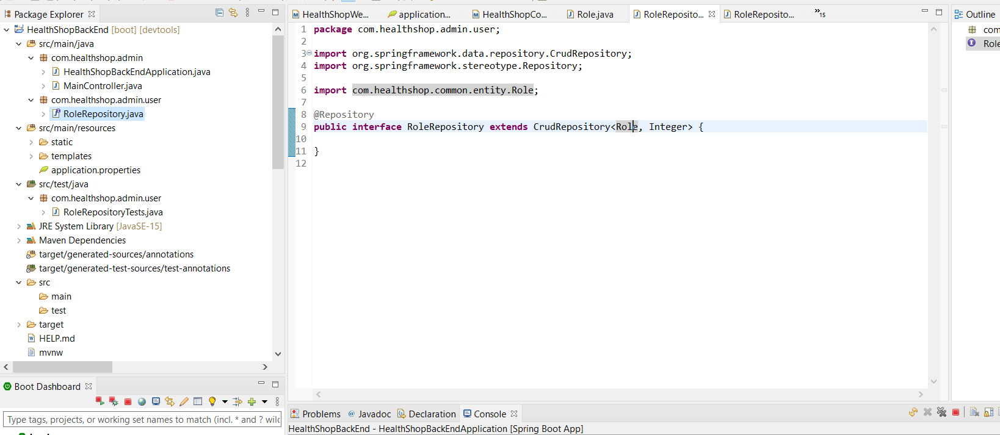 Package Explorer
HealthShopBackEnd [boot] [devtools]
src/main/java
com.healthshop.admin
HealthShopBackEndApplication.java
MainController.java
com.healthshop.admin.user
RoleRepository.java
src/main/resources
static
templates
application.properties
src/test/java
com.healthshop.admin.user
RoleRepositoryTests.java
JRE System Library [JavaSE-15]
Maven Dependencies
target/generated-sources/annotations
target/generated-test-sources/test-annotations
src
main
test
target
HELP.md
mvnw
Boot Dashboard
Type tags, projects, or working set names to match (incl. * and ? wilc
HealthShopWe... application... HealthShopCo... Role.java RoleReposito... RoleReposito... »15
1 package com.healthshop.admin.user;
2
3 import org.springframework.data.repository.CrudRepository;
4 import org.springframework.stereotype.Repository;
5
6 import com.healthshop.common.entity.Role;
7
8 @Repository
9 public interface RoleRepository extends CrudRepository<Role, Integer> {
10
11 }
12
Problems @ Javadoc Declaration Console
HealthShopBackEnd - HealthShopBackEndApplication [Spring Boot App]
Outline
com
Role